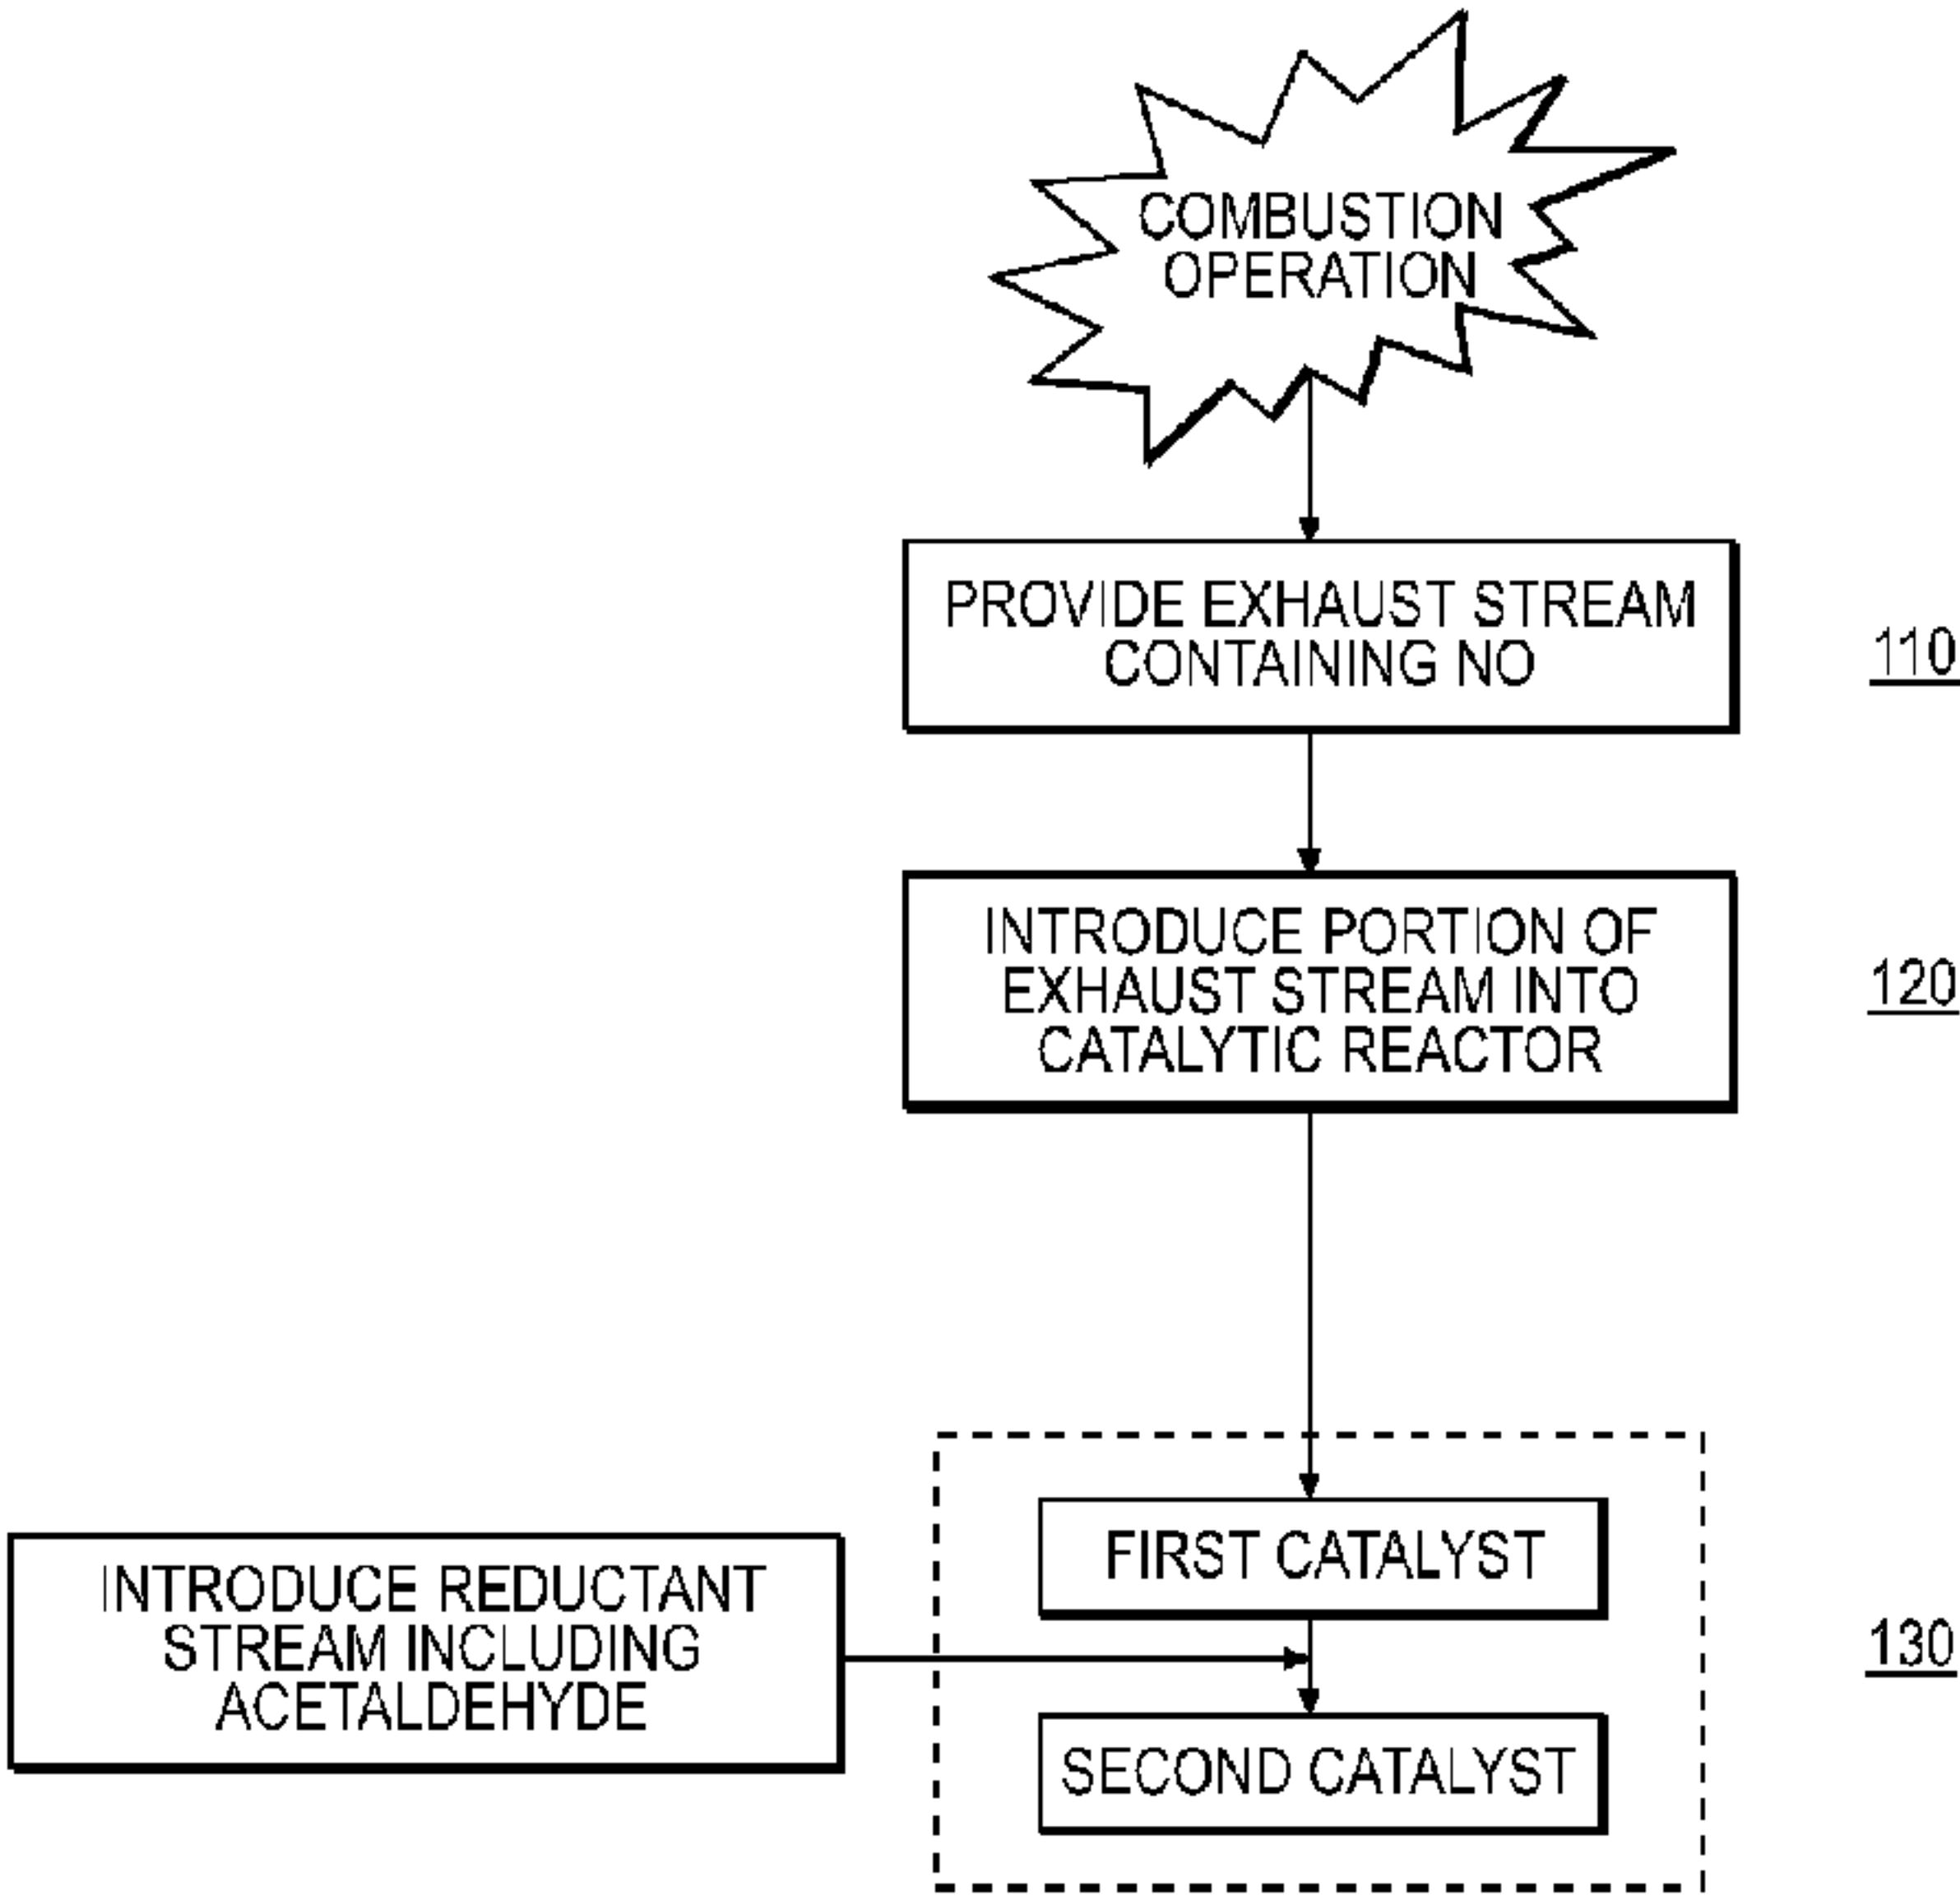 COMBUSTION
OPERATION
PROVIDE EXHAUST STREAM
CONTAINING NO
110
INTRODUCE PORTION OF
EXHAUST STREAM INTO
CATALYTIC REACTOR
120
FIRST CATALYST
INTRODUCE REDUCTANT
STREAM INCLUDING
ACETALDEHYDE
130
SECOND CATALYST